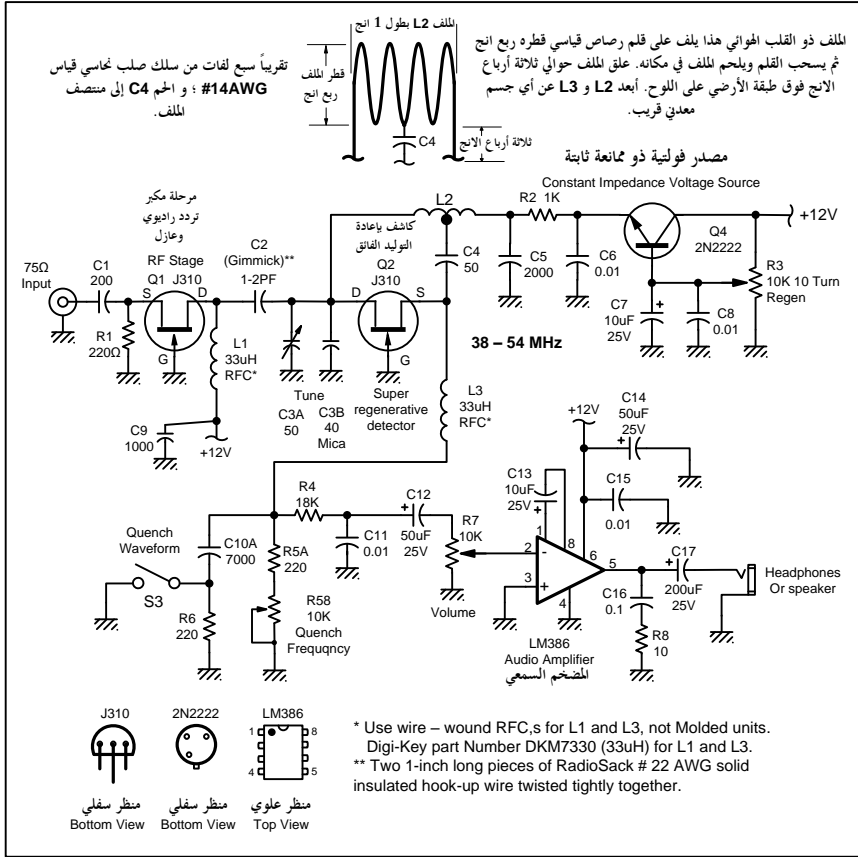 الملف ذو القلب الهوائي هذا يلف على قلم رصاص قياسي قطره ربع انج
ثم يسحب القلم ويلحم الملف في مكانه. علق الملف حوالي ثلاثة أرباع
الانج فوق طبقة الأرضي على اللوح. أبعد L2 و L3 عن أي جسم
معدني قريب.
الملف L2 بطول 1 انج
قطر الملف
ربع انج
C4
ثلاثة أرباع الانج
تقريباً سبع لفات من سلك صلب نحاسي قياس
#14AWG ؛ و الحم C4 إلى منتصف
الملف.
مصدر فولتية ذو ممانعة ثابتة
Constant Impedance Voltage Source
مرحلة مكبر
تردد راديوي
وعازل
RF Stage
Q1 J310
S D
G
75Ω
Input
C1
200
R1
220Ω
C2
(Gimmick)**
1-2PF
L1
33uH
RFC*
C9
1000
+12V
كاشف بإعادة
التوليد الفائق
Q2
J310
D S
G
Tune
C3A
50
C3B
40
Mica
Super
regenerative
detector
L2
C4
50
C5
2000
R2 1K
C6
0.01
Q4
2N2222
+12V
R3
10K 10 Turn
Regen
C7
10uF
25V
+
C8
0.01
38 – 54 MHz
L3
33uH
RFC*
+12V
C14
50uF
25V
+
C15
0.01
C13
10uF
25V
+
R4
18K
C11
0.01
C12
50uF
25V
+
R7
10K
Volume
Quench
Waveform
S3
C10A
7000
R6
220
R5A
220
R58
10K
Quench
Frequqncy
1
8
2
-
3
+
6
5
4
LM386
Audio Amplifier
المضخم السمعي
C16
0.1
R8
10
C17
200uF
25V
+
Headphones
Or speaker
J310
منظر سفلي
Bottom View
2N2222
منظر سفلي
Bottom View
LM386
1 8
4 5
منظر علوي
Top View
* Use wire – wound RFC,s for L1 and L3, not Molded units.
Digi-Key part Number DKM7330 (33uH) for L1 and L3.
** Two 1-inch long pieces of RadioSack # 22 AWG solid
insulated hook-up wire twisted tightly together.